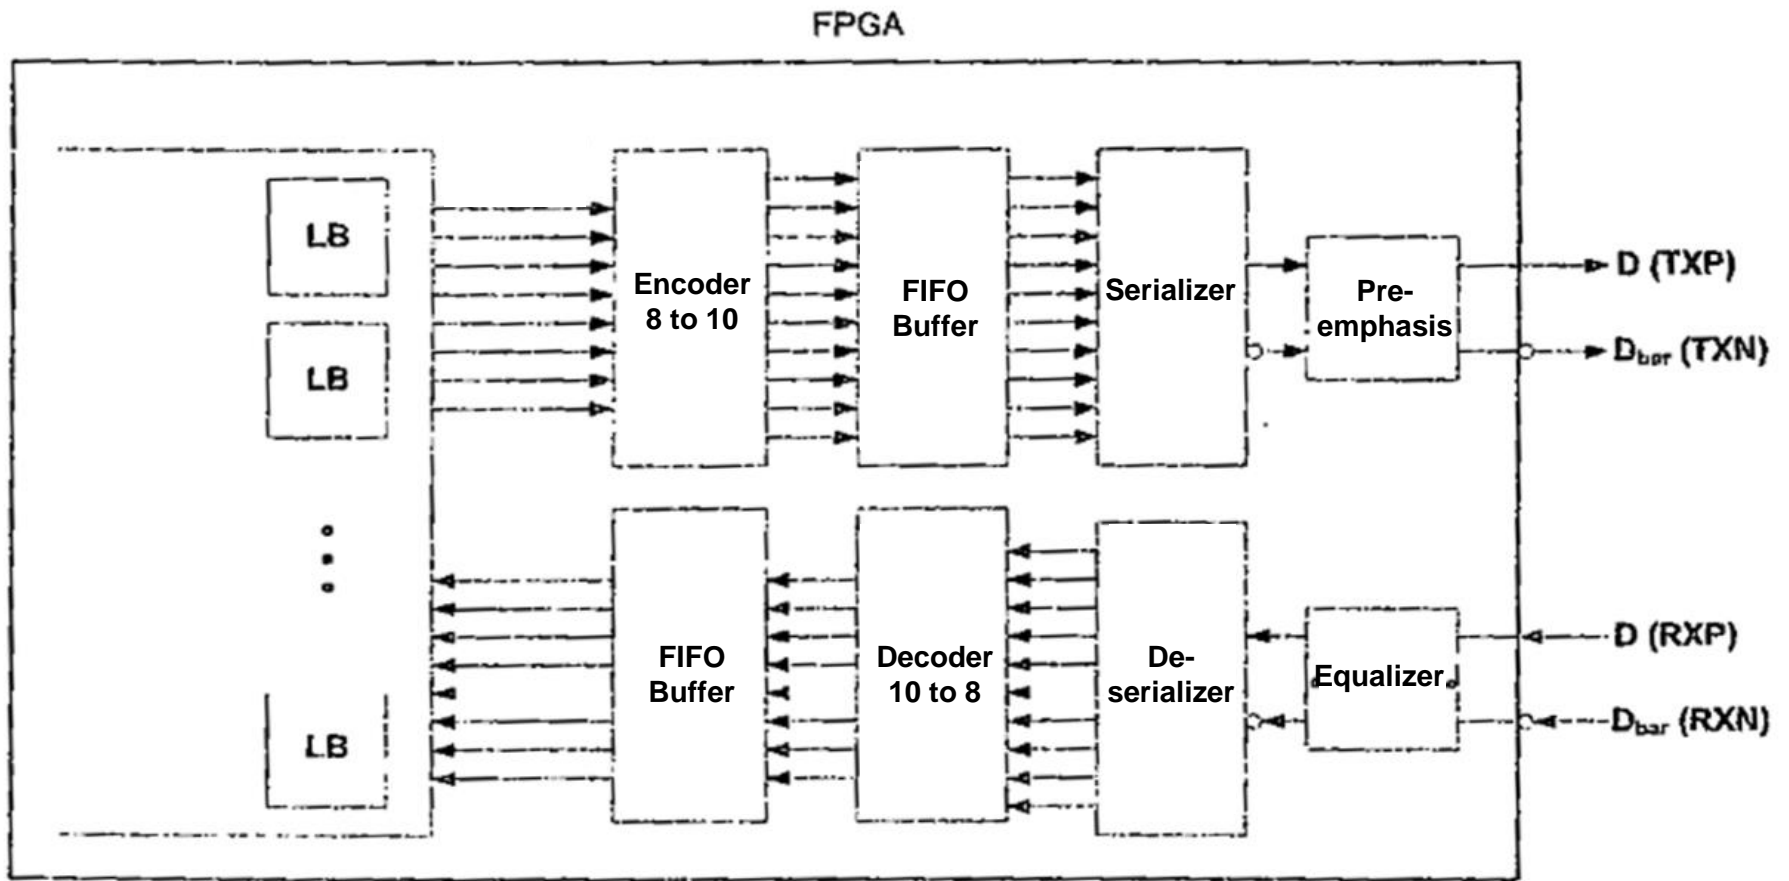 FPGA
LB
LB
LB
Encoder
8 to 10
FIFO
Buffer
Serializer
Pre-
emphasis
D (TXP)
Dbar (TXN)
FIFO
Buffer
Decoder
10 to 8
De-
serializer
Equalizer
D (RXP)
Dbar (RXN)